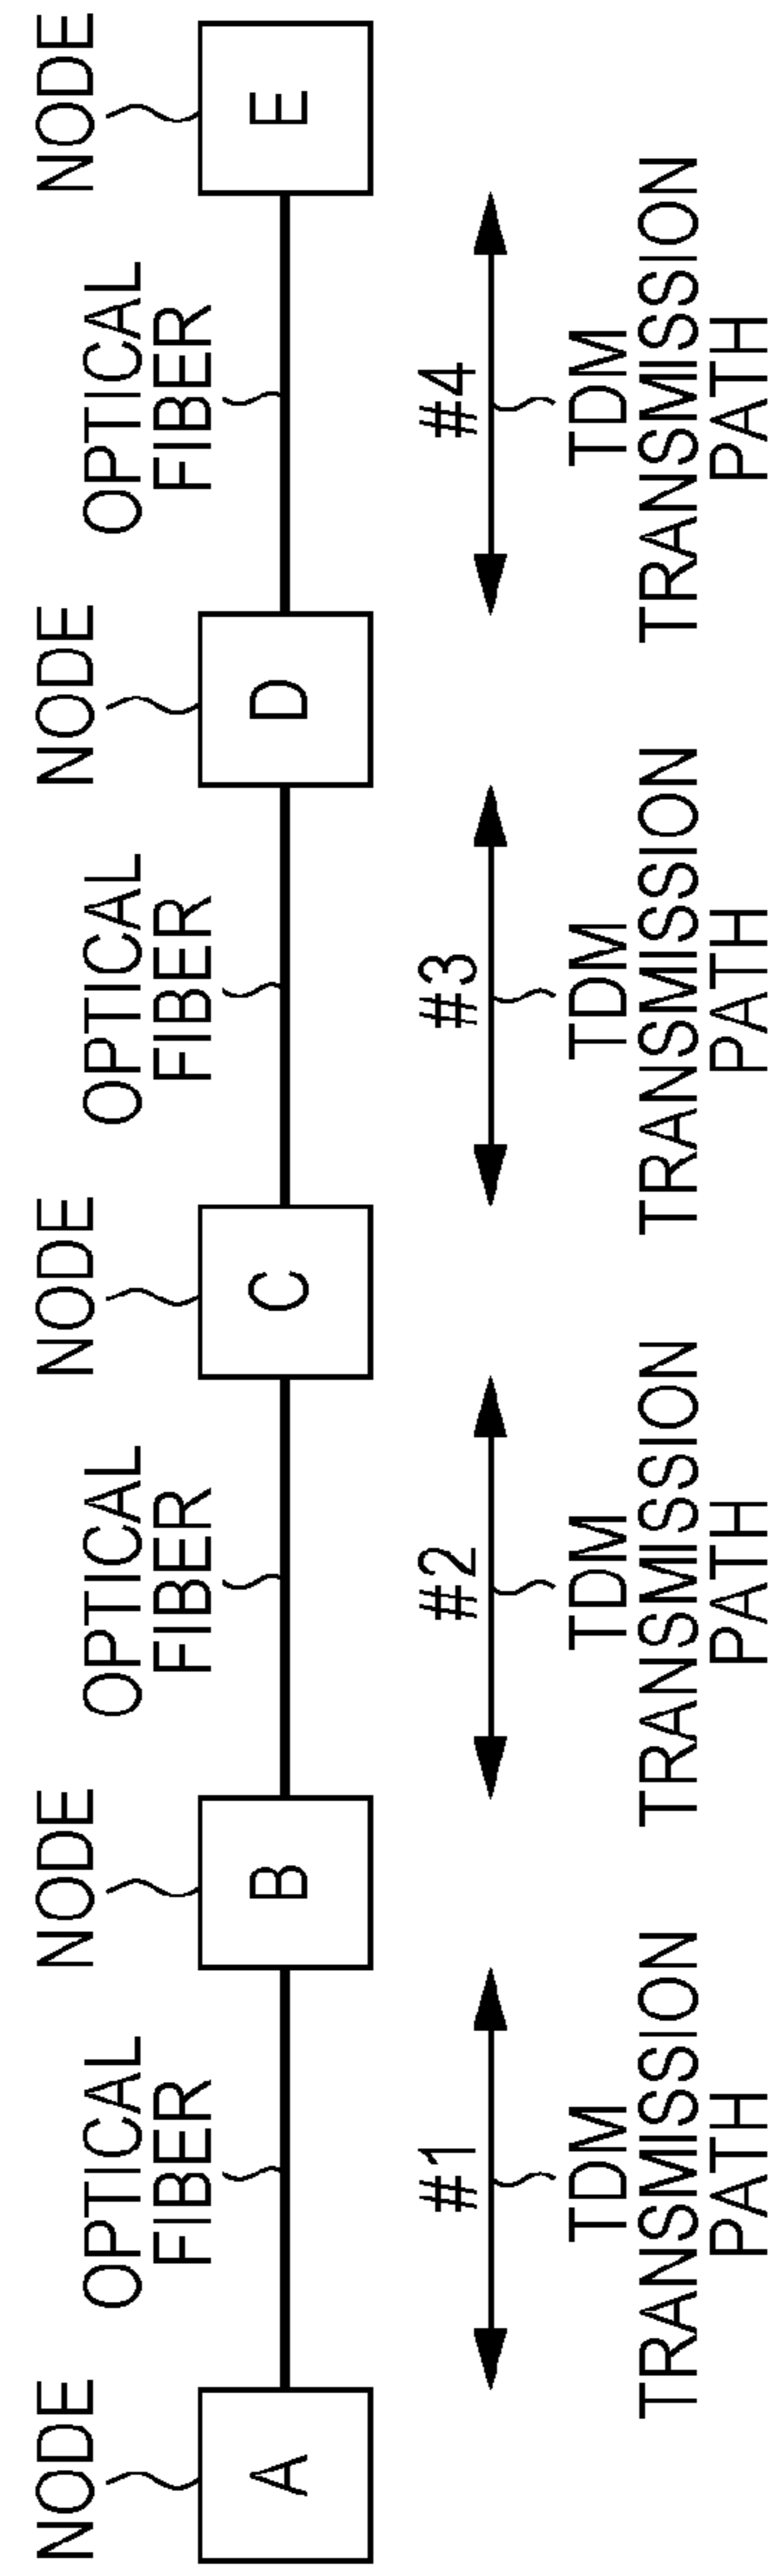 NODE
NODE
NODE
NODE
NODE
OPTICAL
FIBER
OPTICAL
FIBER
OPTICAL
FIBER
OPTICAL
FIBER
A
B
C
D
E
#1
#2
#3
#4
TDM
TRANSMISSION
PATH
TDM
TRANSMISSION
PATH
TDM
TRANSMISSION
PATH
TDM
TRANSMISSION
PATH